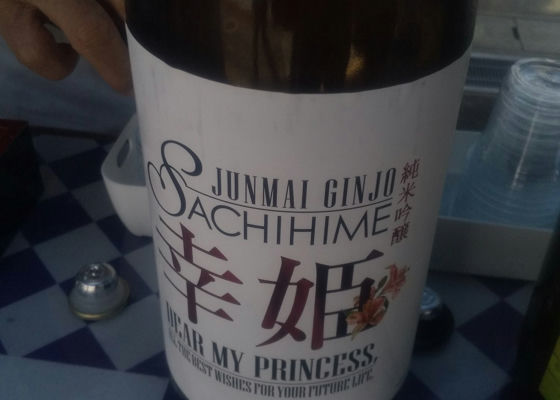 JUNMAI GINJO
SACHIHIME
純米吟醸
幸姫
DEAR MY PRINCESS,
THE BEST WISHES FOR YOUR FUTURE LIFE.